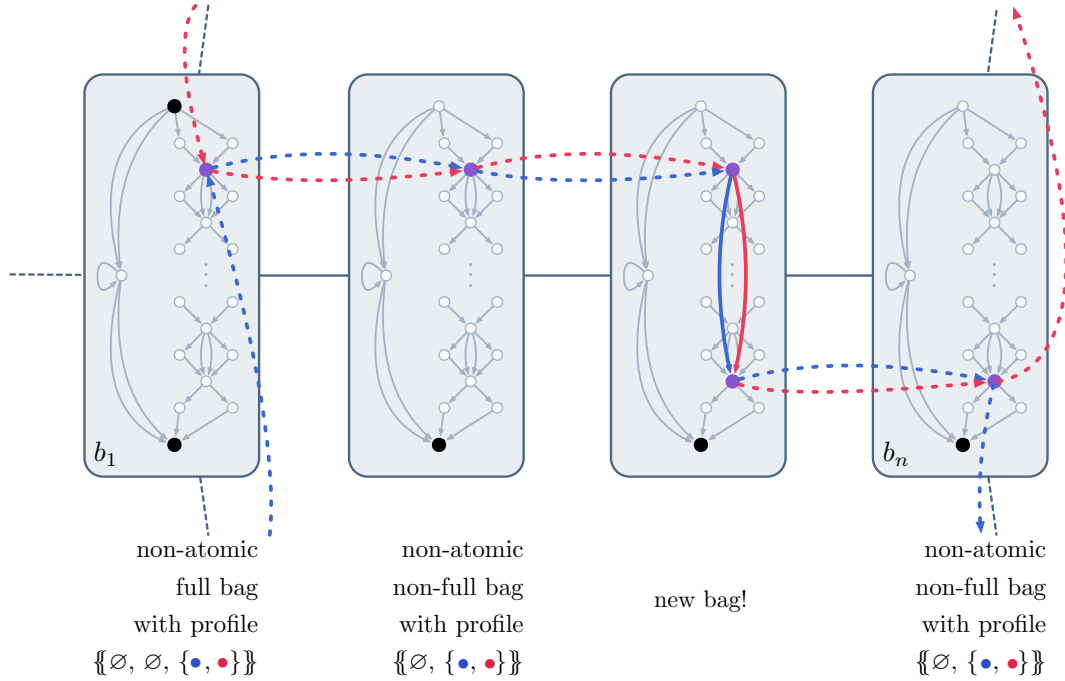 b₁
bₙ
non-atomic
full bag
with profile
{{∅, ∅, {•, •}}}
non-atomic
non-full bag
with profile
{{∅, {•, •}}}
new bag!
non-atomic
non-full bag
with profile
{{∅, {•, •}}}